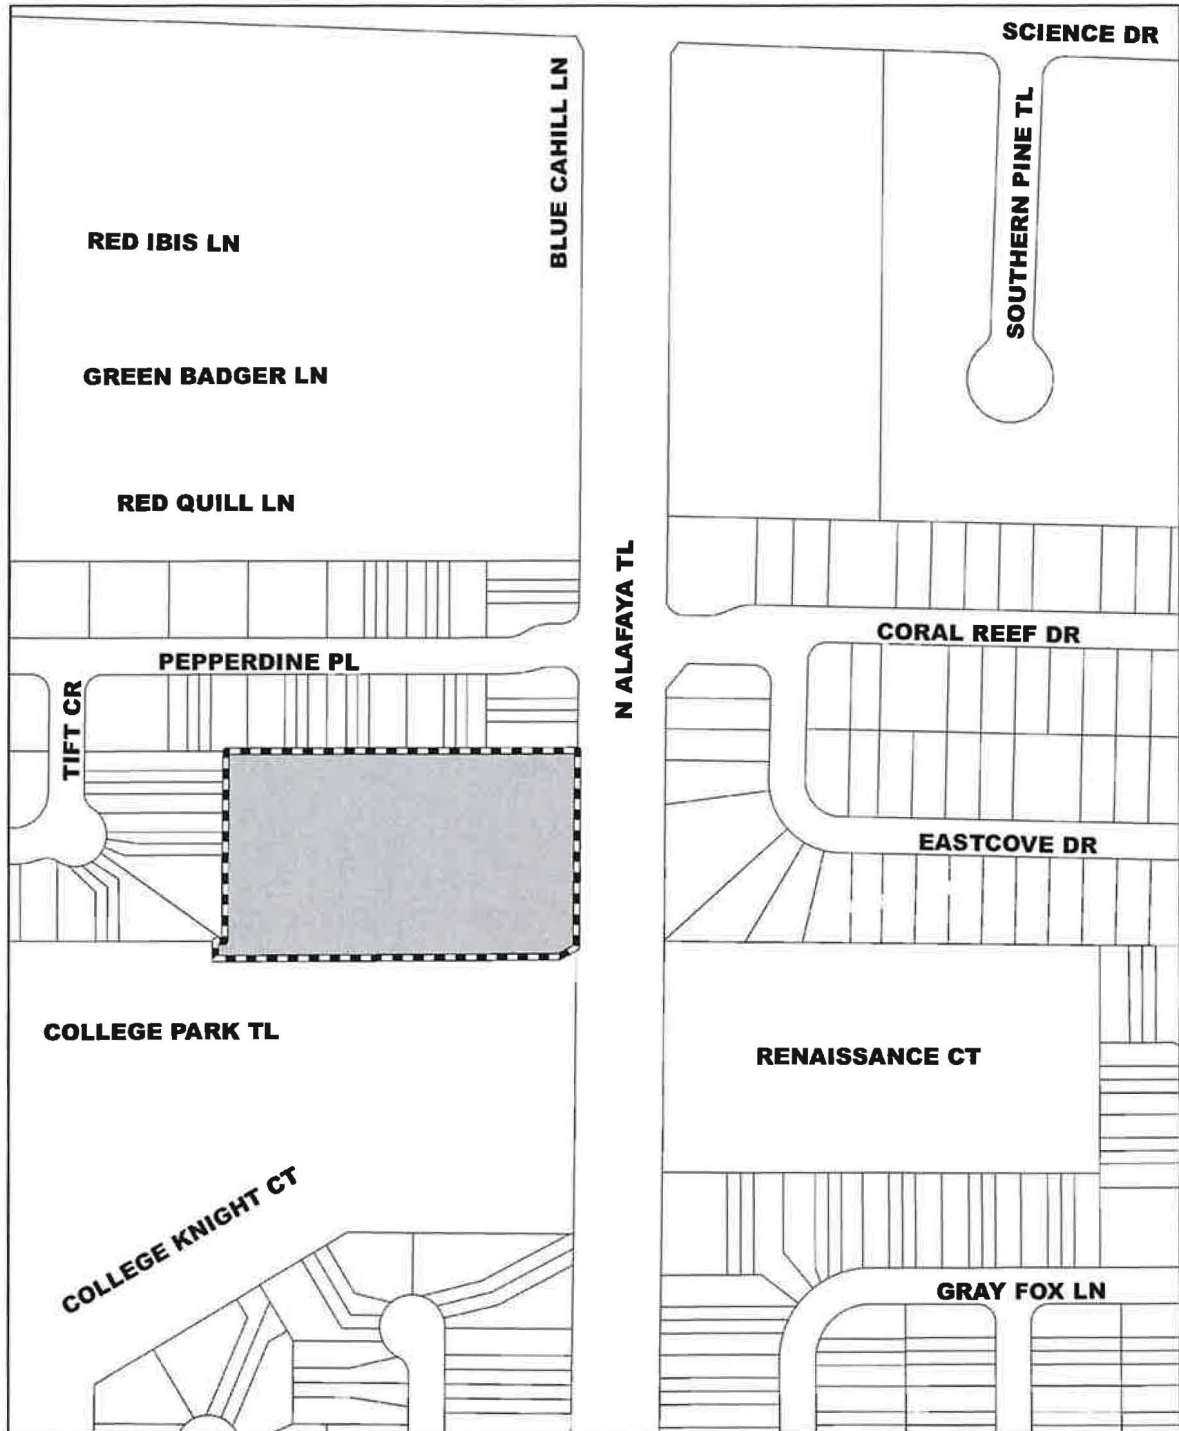 SCIENCE DR
BLUE CAHILL LN
SOUTHERN PINE TL
RED IBIS LN
GREEN BADGER LN
RED QUILL LN
N ALAFAYA TL
CORAL REEF DR
PEPPERDINE PL
TIFT CR
EASTCOVE DR
COLLEGE PARK TL
RENAISSANCE CT
COLLEGE KNIGHT CT
GRAY FOX LN